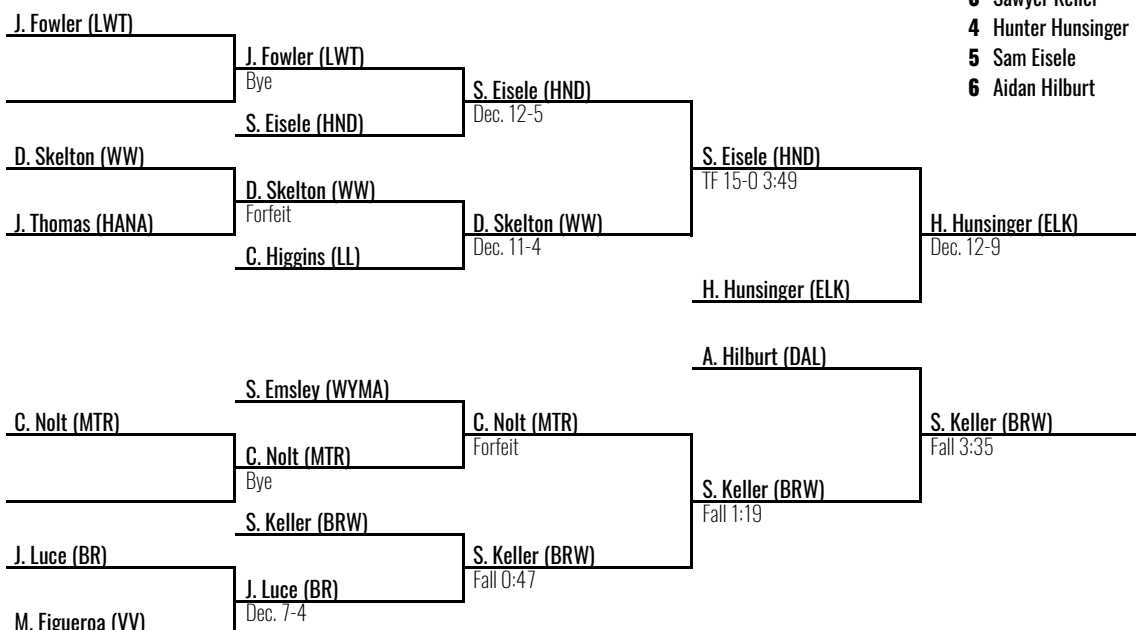 3 Sawyer Keller
4 Hunter Hunsinger
5 Sam Eisele
6 Aidan Hilburt
J. Fowler (LWT)
J. Fowler (LWT)
Bye
S. Eisele (HND)
S. Eisele (HND)
Dec. 12-5
D. Skelton (WW)
J. Thomas (HANA)
D. Skelton (WW)
Forfeit
C. Higgins (LL)
D. Skelton (WW)
Dec. 11-4
S. Eisele (HND)
TF 15-0 3:49
H. Hunsinger (ELK)
H. Hunsinger (ELK)
Dec. 12-9
A. Hilburt (DAL)
S. Emsley (WYMA)
C. Nolt (MTR)
C. Nolt (MTR)
Bye
C. Nolt (MTR)
Forfeit
S. Keller (BRW)
J. Luce (BR)
M. Figueroa (VV)
J. Luce (BR)
Dec. 7-4
S. Keller (BRW)
Fall 0:47
S. Keller (BRW)
Fall 1:19
S. Keller (BRW)
Fall 3:35